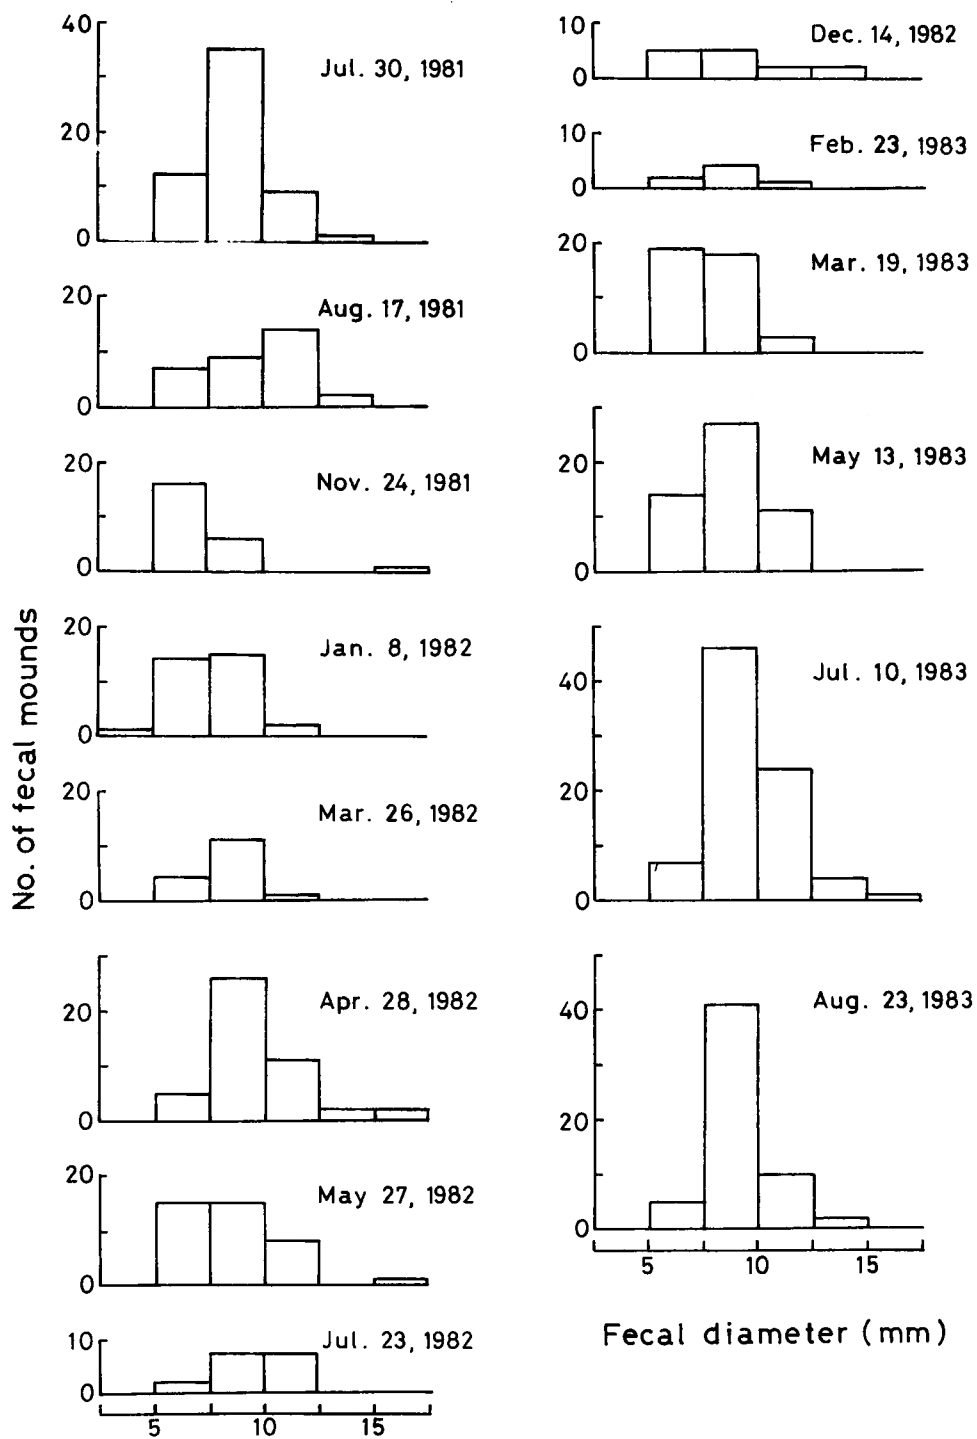 40
20
0
Jul. 30, 1981
20
0
Aug. 17, 1981
20
0
Nov. 24, 1981
20
0
Jan. 8, 1982
20
0
Mar. 26, 1982
20
0
Apr. 28, 1982
20
0
May 27, 1982
10
0
Jul. 23, 1982
5 10 15
No. of fecal mounds
10
0
Dec. 14, 1982
10
0
Feb. 23, 1983
20
0
Mar. 19, 1983
20
0
May 13, 1983
40
20
0
Jul. 10, 1983
40
20
0
Aug. 23, 1983
5 10 15
Fecal diameter (mm)